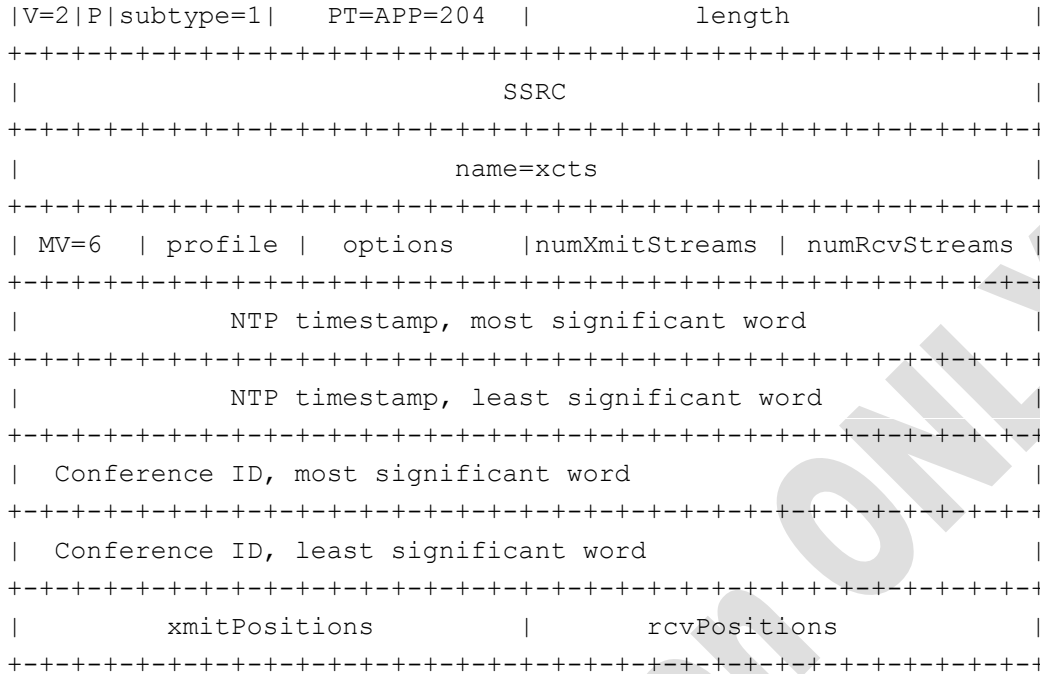 |V=2|P|subtype=1|   PT=APP=204  |             length            |
+-+-+-+-+-+-+-+-+-+-+-+-+-+-+-+-+-+-+-+-+-+-+-+-+-+-+-+-+-+-+-+-+
|                              SSRC                             |
+-+-+-+-+-+-+-+-+-+-+-+-+-+-+-+-+-+-+-+-+-+-+-+-+-+-+-+-+-+-+-+-+
|                           name=xcts                           |
+-+-+-+-+-+-+-+-+-+-+-+-+-+-+-+-+-+-+-+-+-+-+-+-+-+-+-+-+-+-+-+-+
| MV=6  | profile |  options     |numXmitStreams | numRcvStreams |
+-+-+-+-+-+-+-+-+-+-+-+-+-+-+-+-+-+-+-+-+-+-+-+-+-+-+-+-+-+-+-+-+
|             NTP timestamp, most significant word              |
+-+-+-+-+-+-+-+-+-+-+-+-+-+-+-+-+-+-+-+-+-+-+-+-+-+-+-+-+-+-+-+-+
|             NTP timestamp, least significant word             |
+-+-+-+-+-+-+-+-+-+-+-+-+-+-+-+-+-+-+-+-+-+-+-+-+-+-+-+-+-+-+-+-+
|  Conference ID, most significant word                         |
+-+-+-+-+-+-+-+-+-+-+-+-+-+-+-+-+-+-+-+-+-+-+-+-+-+-+-+-+-+-+-+-+
|  Conference ID, least significant word                        |
+-+-+-+-+-+-+-+-+-+-+-+-+-+-+-+-+-+-+-+-+-+-+-+-+-+-+-+-+-+-+-+-+
|         xmitPositions         |       rcvPositions            |
+-+-+-+-+-+-+-+-+-+-+-+-+-+-+-+-+-+-+-+-+-+-+-+-+-+-+-+-+-+-+-+-+